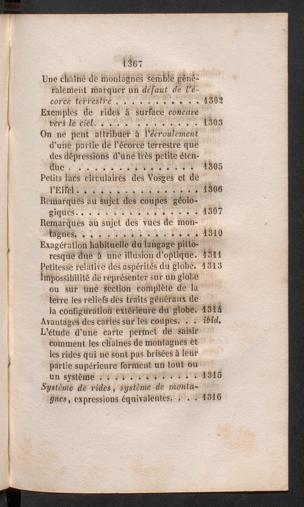 1367
Une chaîne de montagnes semble géné-
ralement marquer un défaut de l'é-
corce terrestre . . . . . . . . . . . 1302
Exemples de rides à surface concave
vers le ciel. . . . . . . . . . . . . . 1303
On ne peut attribuer à l'écroulement
d'une partie de l'écorce terrestre que
des dépressions d'une très petite éten-
due . . . . . . . . . . . . . . . . . 1305
Petits lacs circulaires des Vosges et de
l'Eifel . . . . . . . . . . . . . . . . 1306
Remarques au sujet des coupes géolo-
giques. . . . . . . . . . . . . . . . 1307
Remarques au sujet des vues de mon-
tagnes. . . . . . . . . . . . . . . . 1310
Exagération habituelle du langage pitto-
resque due à une illusion d'optique. 1311
Petitesse relative des aspérités du globe. 1313
Impossibilité de représenter sur un globe
ou sur une section complète de la
terre les reliefs des traits généraux de
la configuration extérieure du globe. 1314
Avantages des cartes sur les coupes. . . ibid.
L'étude d'une carte permet de saisir
comment les chaînes de montagnes et
les rides qui ne sont pas brisées à leur
partie supérieure forment un tout ou
un système . . . . . . . . . . . . . 1315
Système de rides, système de monta-
gnes, expressions équivalentes. . . . 1316